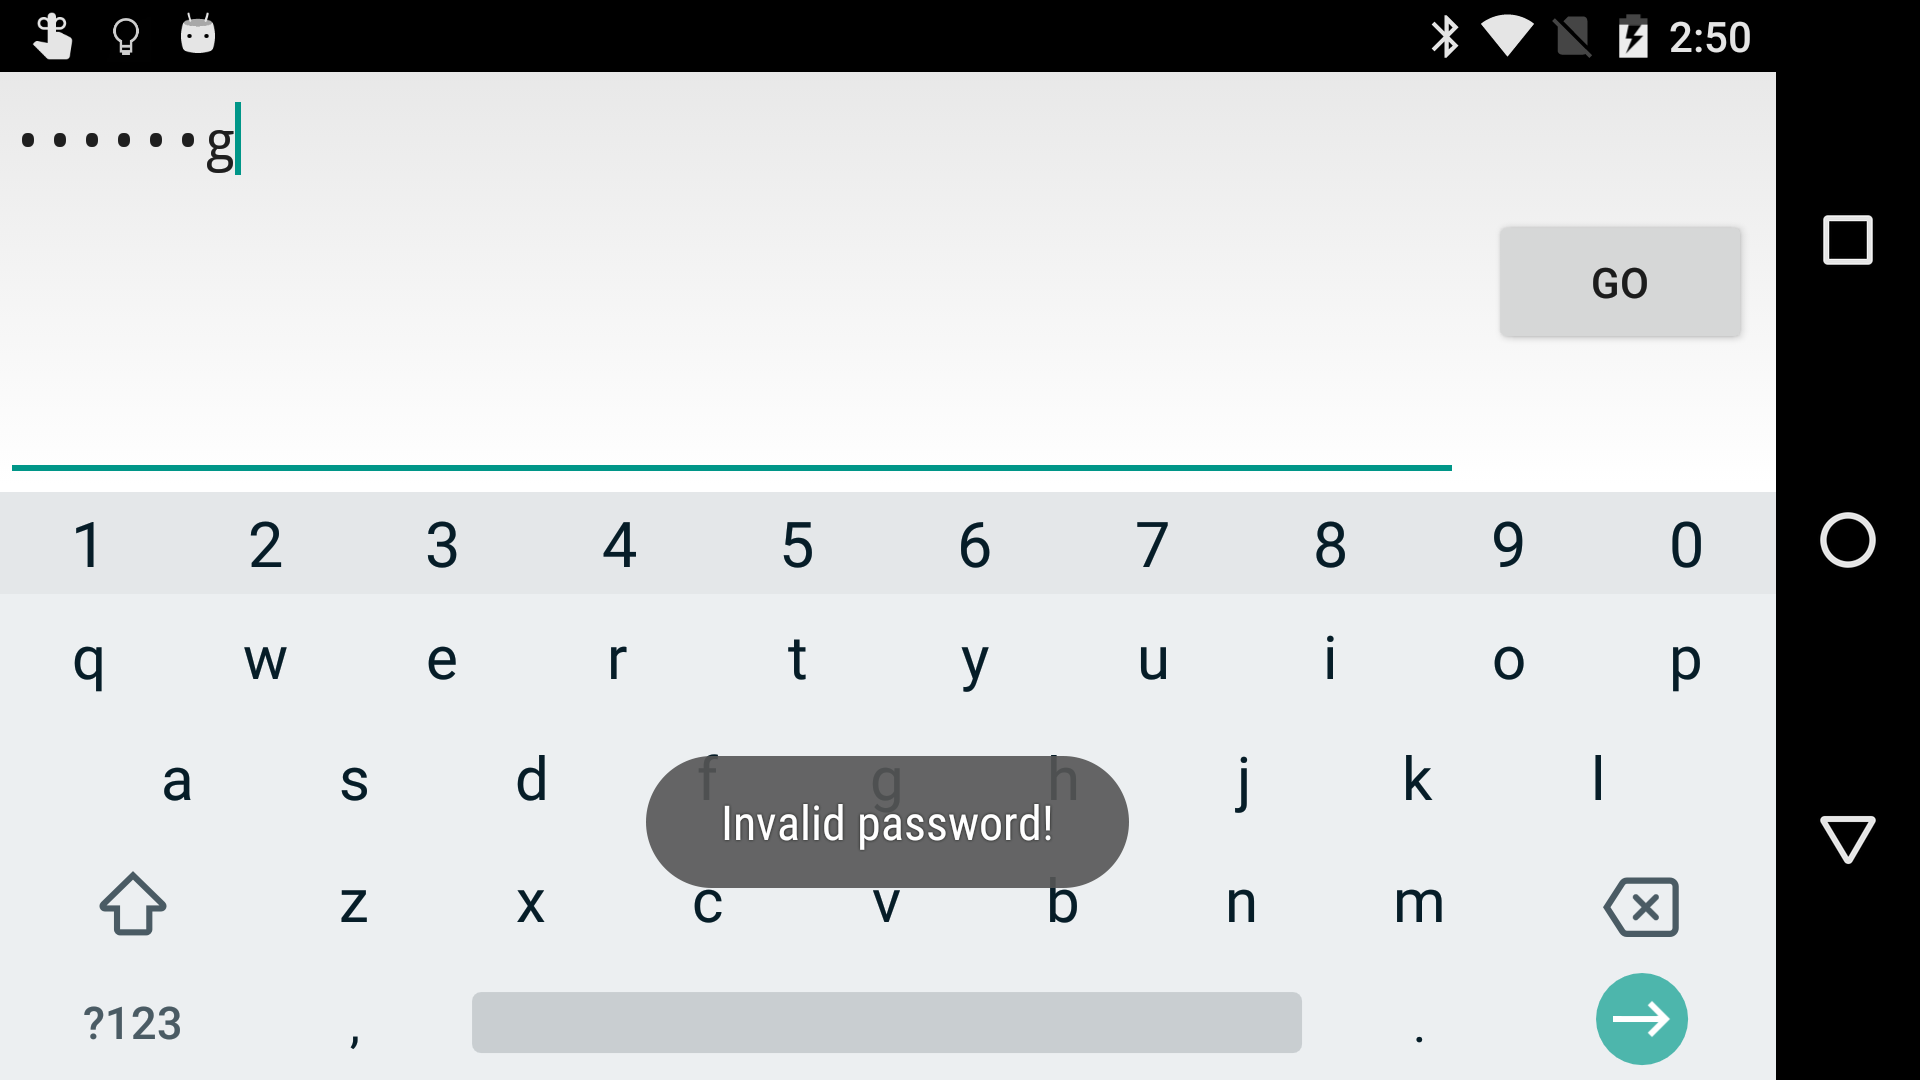 2:50
••••••g
GO
1 2 3 4 5 6 7 8 9 0
q w e r t y u i o p
a s d f g h j k l
Invalid password!
z x c v b n m
?123 , .